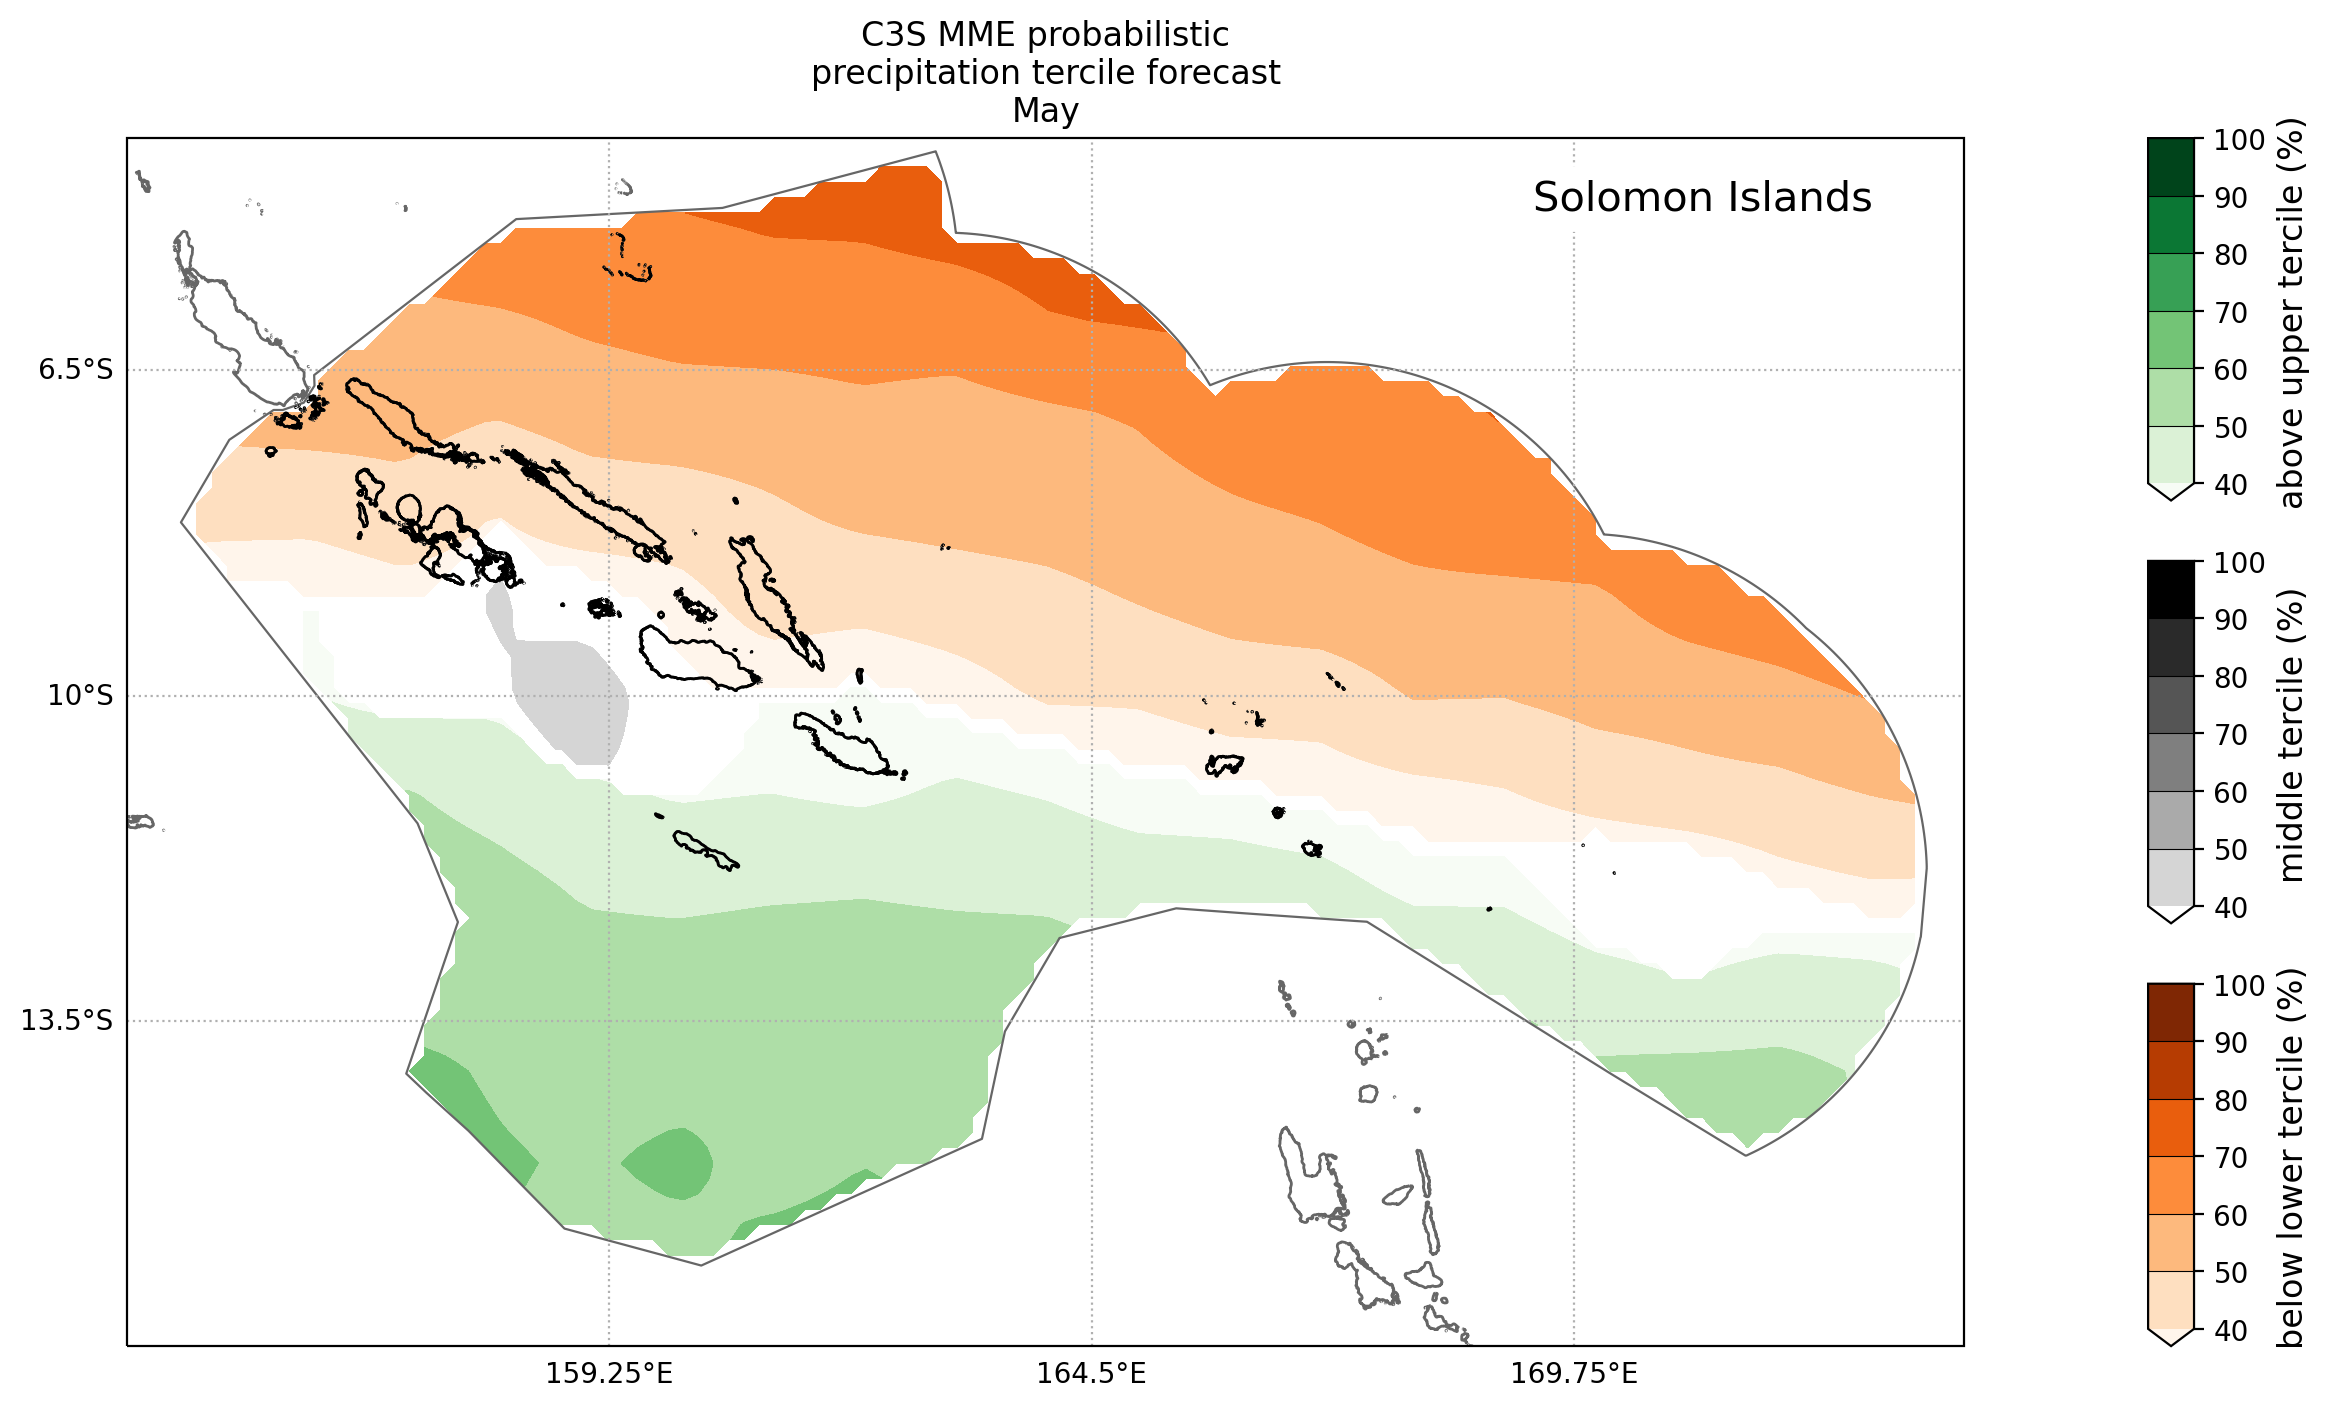 C3S MME probabilistic
precipitation tercile forecast
May
Solomon Islands
6.5°S
10°S
13.5°S
159.25°E
164.5°E
169.75°E
100
90
80
70
60
50
40
above upper tercile (%)
100
90
80
70
60
50
40
middle tercile (%)
100
90
80
70
60
50
40
below lower tercile (%)